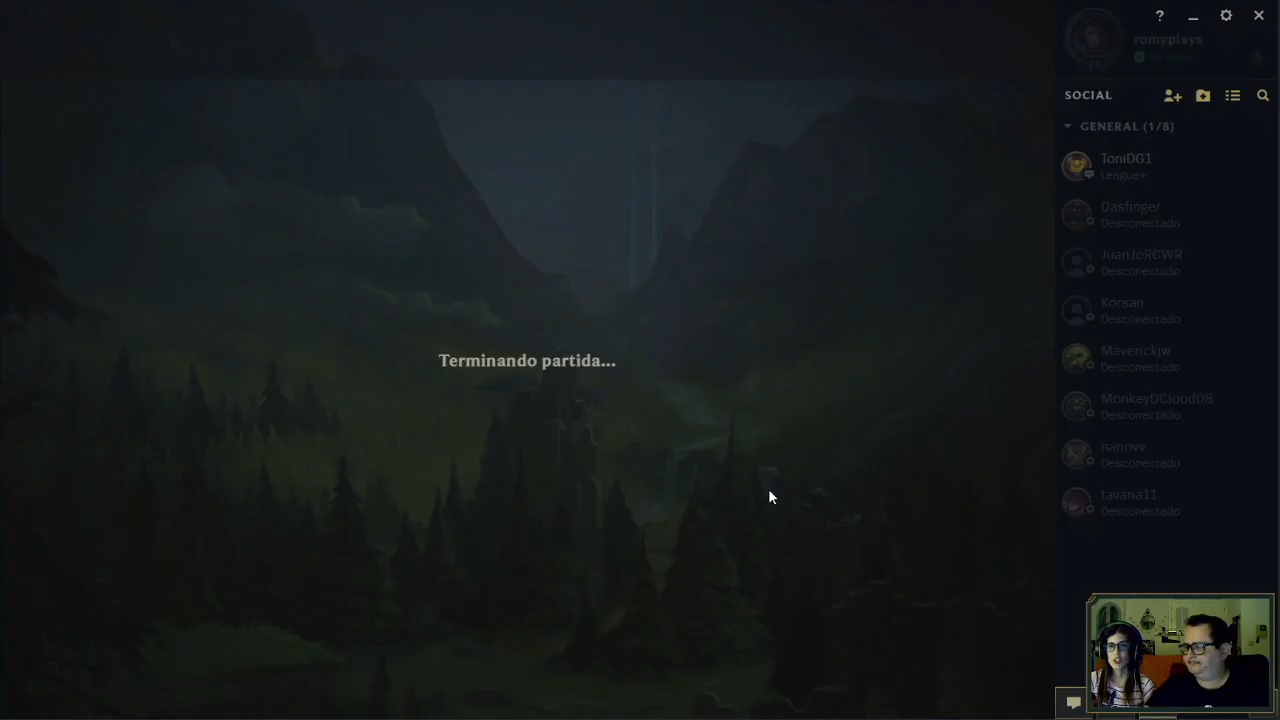 ?
romyplays
SOCIAL
GENERAL (1/8)
ToniDG1
League+
Dasfinger
Desconectado
JuanJoRCWR
Desconectado
Korsan
Desconectado
Terminando partida...
Maverickjw
Desconectado
MonkeyDCloudD8
Desconectado
nanovv
Desconectado
tavana11
Desconectado